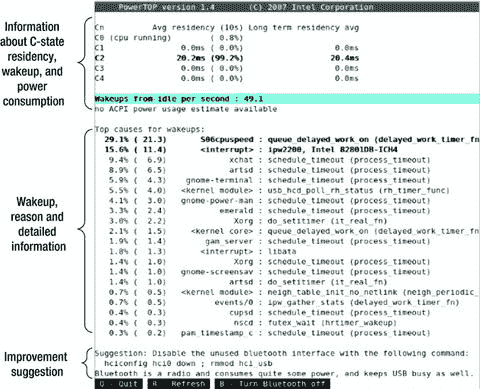 PowerTOP version 1.4 (C) 2007 Intel Corporation
Information about C-state residency, wakeup, and power consumption
Cn Avg residency (10s) Long term residency avg
C0 (cpu running) ( 0.8%)
C1 0.0ms ( 0.0%) 0.0ms
C2 20.2ms (99.2%) 20.4ms
C3 0.0ms ( 0.0%) 0.0ms
C4 0.0ms ( 0.0%) 0.0ms
Wakeups from idle per second : 49.1
no ACPI power usage estimate available
Wakeup, reason and detailed information
Top causes for wakeups:
29.1% ( 21.3) S06cpuspeed : queue_delayed_work_on (delayed_work_timer_fn
15.6% ( 11.4) <interrupt> : ipw2200, Intel 82801DB-ICH4
9.4% ( 6.9) xchat : schedule_timeout (process_timeout)
8.9% ( 6.5) artsd : schedule_timeout (process_timeout)
5.9% ( 4.3) gnome-terminal : schedule_timeout (process_timeout)
5.5% ( 4.0) <kernel module> : usb_hcd_poll_rh_status (rh_timer_func)
4.1% ( 3.0) gnome-power-man : schedule_timeout (process_timeout)
3.3% ( 2.4) emerald : schedule_timeout (process_timeout)
3.0% ( 2.2) Xorg : do_setitimer (it_real_fn)
2.1% ( 1.5) <kernel core> : queue_delayed_work_on (delayed_work_timer_fn
1.9% ( 1.4) gam_server : schedule_timeout (process_timeout)
1.8% ( 1.3) <interrupt> : libata
1.4% ( 1.0) Xorg : schedule_timeout (process_timeout)
1.4% ( 1.0) gnome-screensav : schedule_timeout (process_timeout)
1.4% ( 1.0) artsd : do_setitimer (it_real_fn)
0.7% ( 0.5) <kernel module> : neigh_table_init_no_netlink (neigh_periodic_
0.7% ( 0.5) events/0 : ipw_gather_stats (delayed_work_timer_fn)
0.4% ( 0.3) cupsd : schedule_timeout (process_timeout)
0.4% ( 0.3) nscd : futex_wait (hrtimer_wakeup)
0.3% ( 0.2) pam_timestamp_c : schedule_timeout (process_timeout)
Improvement suggestion
Suggestion: Disable the unused bluetooth interface with the following command:
hciconfig hci0 down ; rmmod hci_usb
Bluetooth is a radio and consumes quite some power, and keeps USB busy as well.
Q - Quit R - Refresh B - Turn Bluetooth off